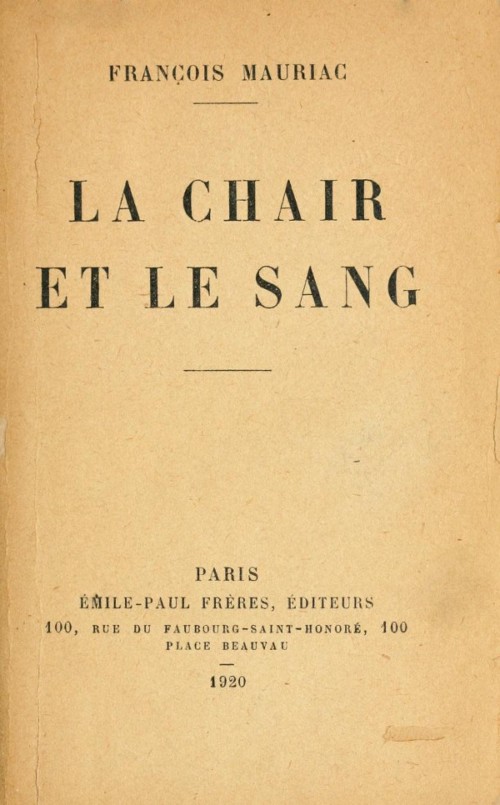 FRANÇOIS MAURIAC
LA CHAIR
ET LE SANG
PARIS
ÉMILE-PAUL FRÈRES, ÉDITEURS
100, RUE DU FAUBOURG-SAINT-HONORÉ, 100
PLACE BEAUVAU
1920